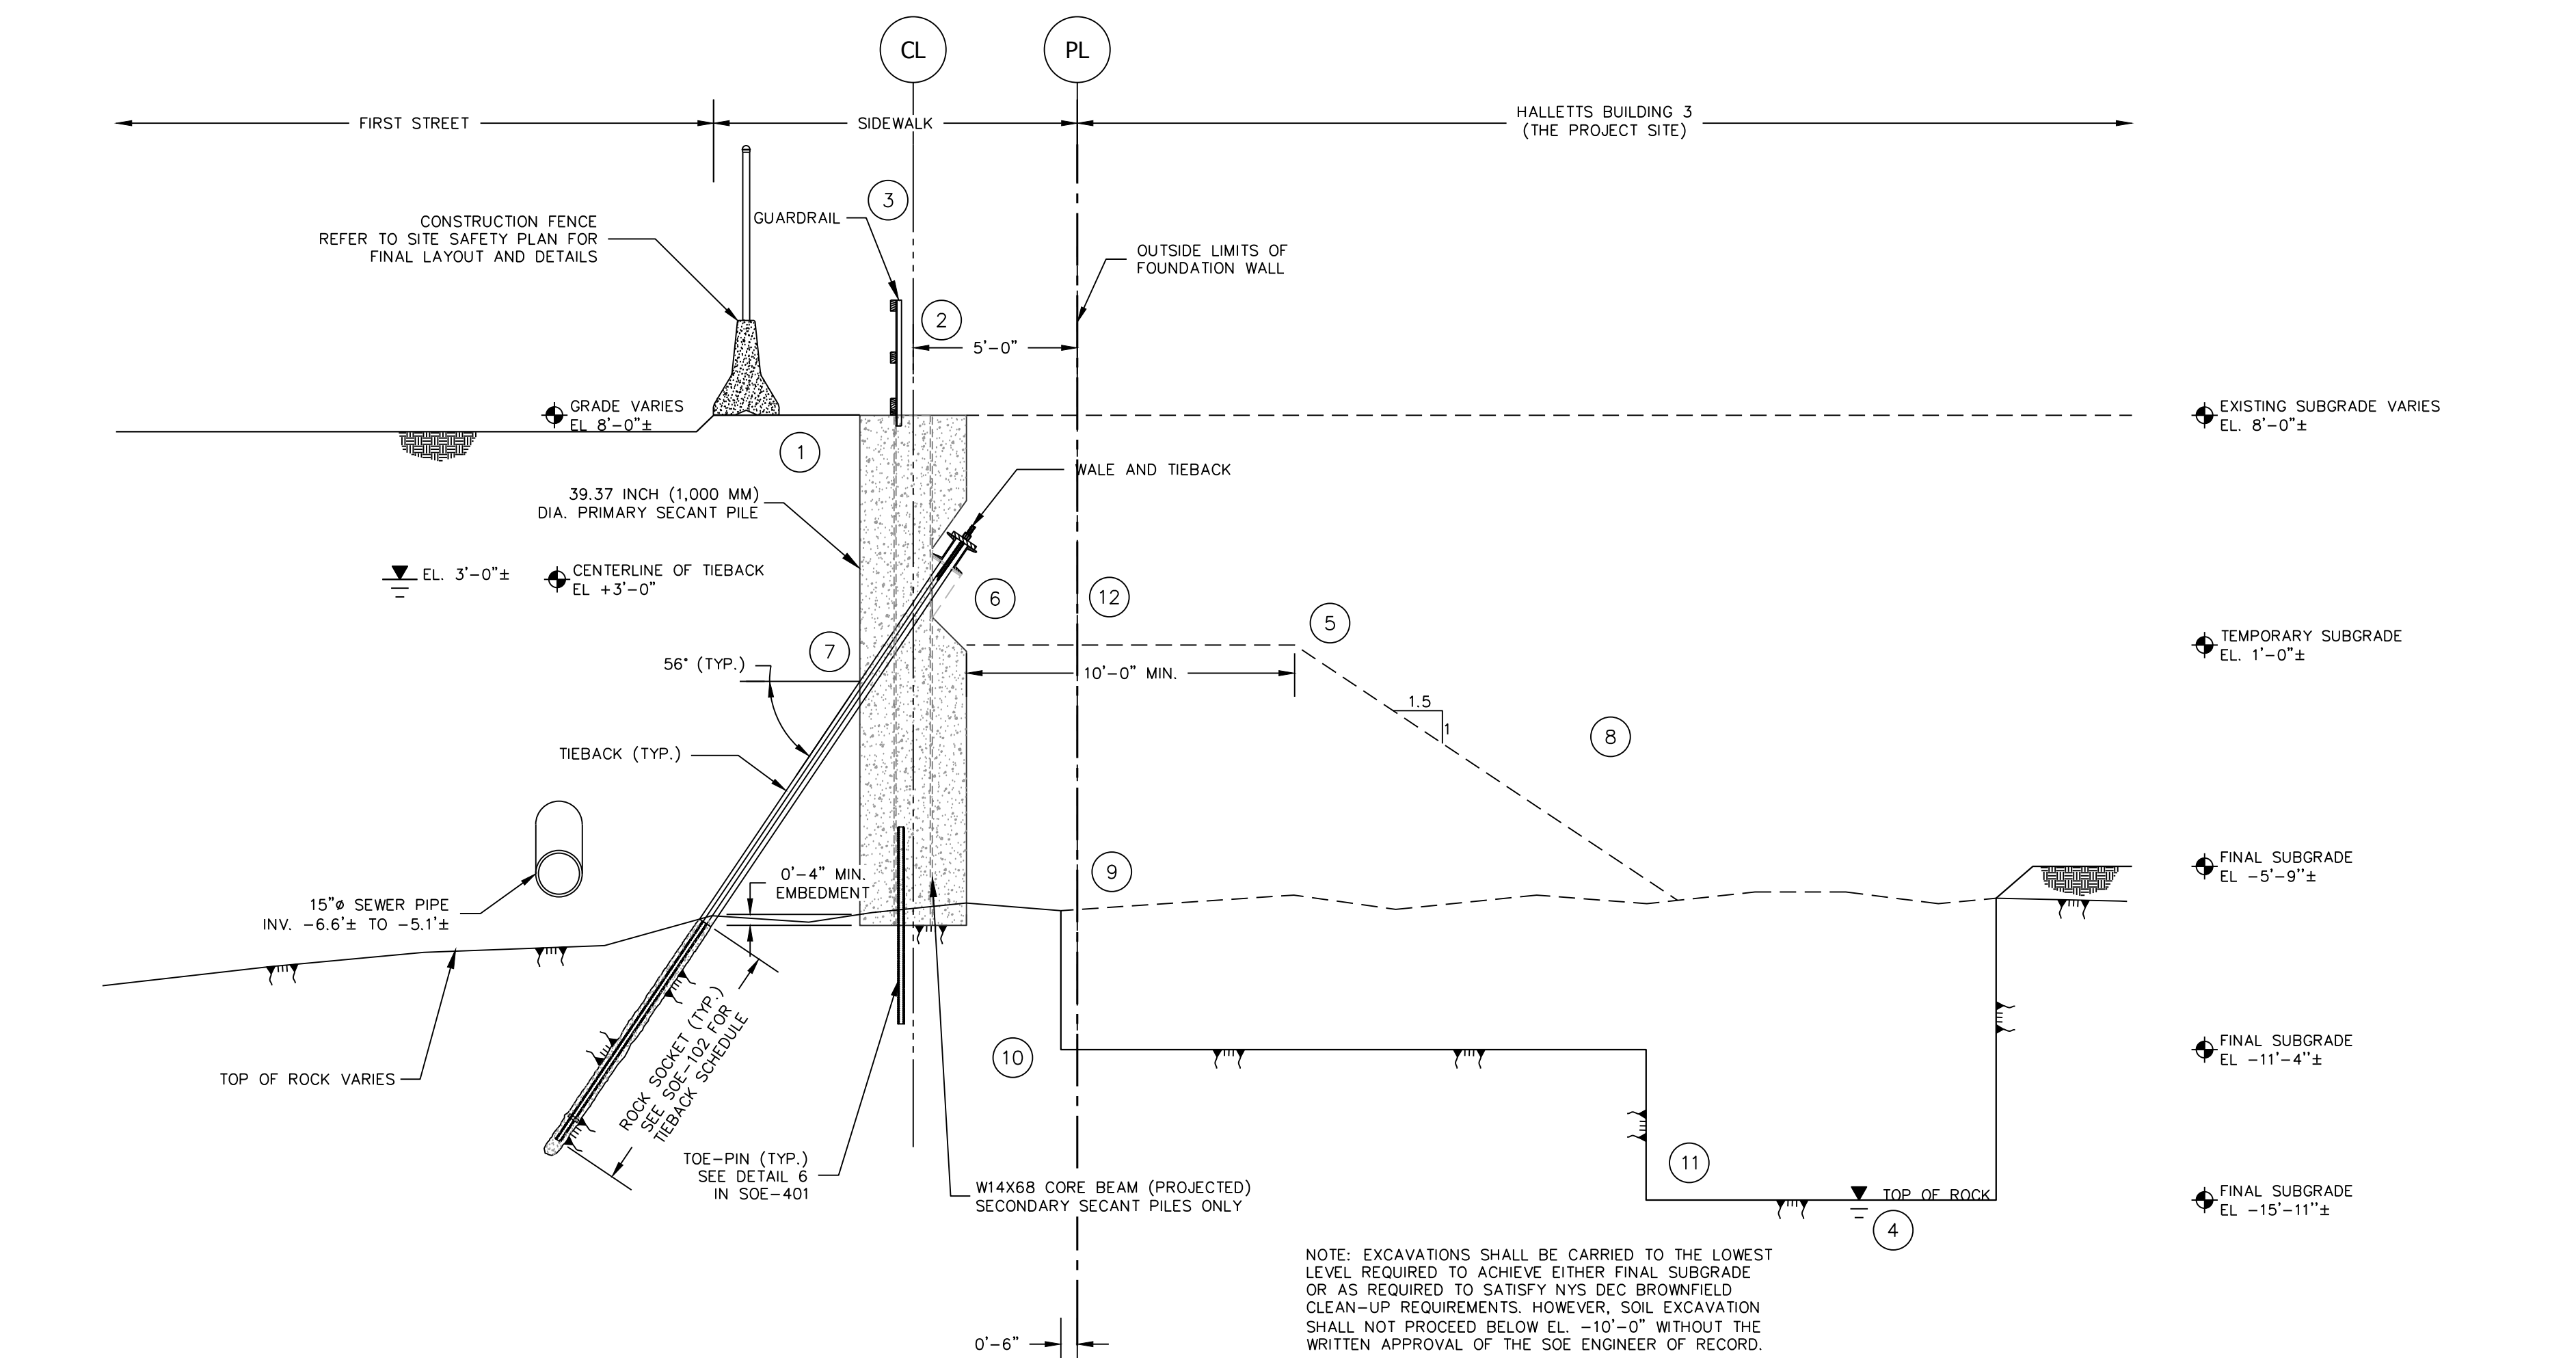 CL
PL
FIRST STREET
SIDEWALK
HALLETTS BUILDING 3
(THE PROJECT SITE)
3
GUARDRAIL
CONSTRUCTION FENCE
REFER TO SITE SAFETY PLAN FOR
FINAL LAYOUT AND DETAILS
OUTSIDE LIMITS OF
FOUNDATION WALL
2
5'-0"
GRADE VARIES
EL 8'-0"±
EXISTING SUBGRADE VARIES
EL. 8'-0"±
1
WALE AND TIEBACK
39.37 INCH (1,000 MM)
DIA. PRIMARY SECANT PILE
EL. 3'-0"±
CENTERLINE OF TIEBACK
EL +3'-0"
6
12
5
TEMPORARY SUBGRADE
EL. 1'-0"±
7
56° (TYP.)
10'-0" MIN.
1.5
1
8
TIEBACK (TYP.)
9
0'-4" MIN.
EMBEDMENT
FINAL SUBGRADE
EL -5'-9"±
15"ø SEWER PIPE
INV. -6.6'± TO -5.1'±
ROCK SOCKET (TYP.)
SEE SOE-102 FOR
TIEBACK SCHEDULE
10
FINAL SUBGRADE
EL -11'-4"±
TOP OF ROCK VARIES
TOE-PIN (TYP.)
SEE DETAIL 6
IN SOE-401
W14X68 CORE BEAM (PROJECTED)
SECONDARY SECANT PILES ONLY
11
TOP OF ROCK
4
FINAL SUBGRADE
EL -15'-11"±
NOTE: EXCAVATIONS SHALL BE CARRIED TO THE LOWEST
LEVEL REQUIRED TO ACHIEVE EITHER FINAL SUBGRADE
OR AS REQUIRED TO SATISFY NYS DEC BROWNFIELD
CLEAN-UP REQUIREMENTS. HOWEVER, SOIL EXCAVATION
SHALL NOT PROCEED BELOW EL. -10'-0" WITHOUT THE
WRITTEN APPROVAL OF THE SOE ENGINEER OF RECORD.
0'-6"